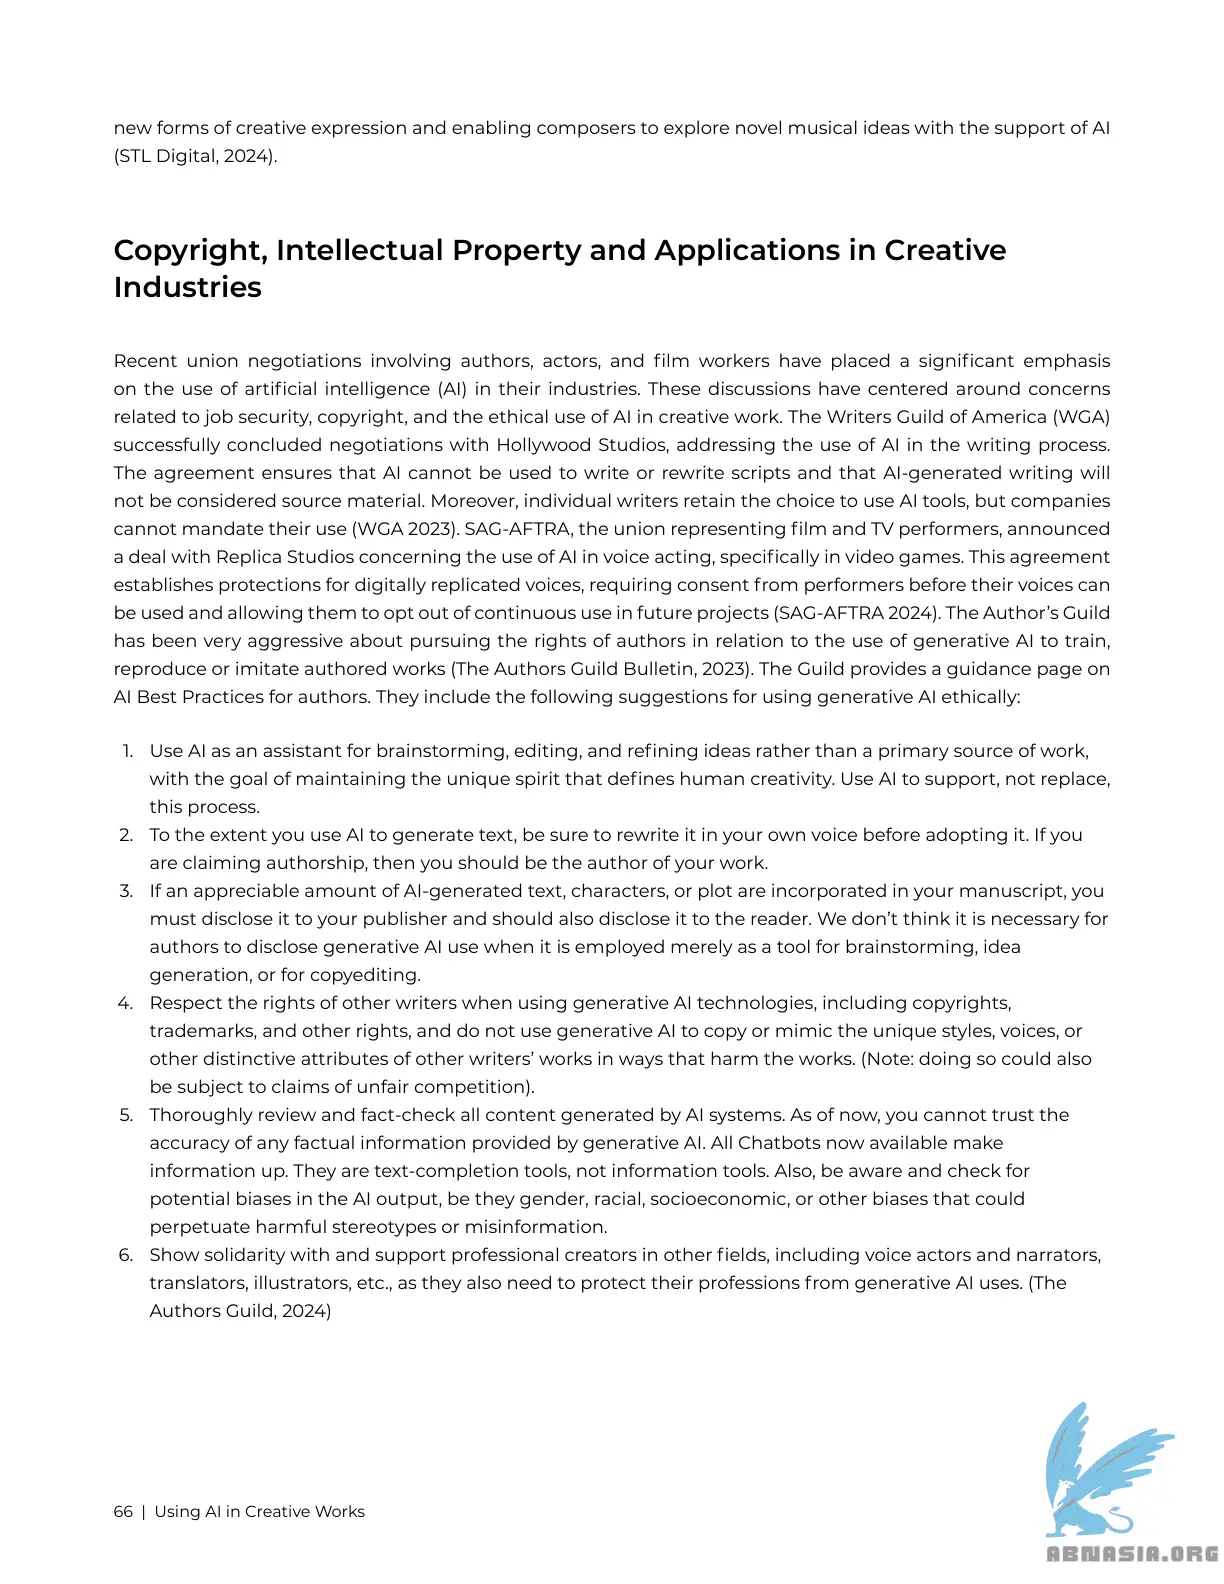 new forms of creative expression and enabling composers to explore novel musical ideas with the support of AI
(STL Digital, 2024).
Copyright, Intellectual Property and Applications in Creative
Industries
Recent union negotiations involving authors, actors, and film workers have placed a significant emphasis
on the use of artificial intelligence (AI) in their industries. These discussions have centered around concerns
related to job security, copyright, and the ethical use of AI in creative work. The Writers Guild of America (WGA)
successfully concluded negotiations with Hollywood Studios, addressing the use of AI in the writing process.
The agreement ensures that AI cannot be used to write or rewrite scripts and that AI-generated writing will
not be considered source material. Moreover, individual writers retain the choice to use AI tools, but companies
cannot mandate their use (WGA 2023). SAG-AFTRA, the union representing film and TV performers, announced
a deal with Replica Studios concerning the use of AI in voice acting, specifically in video games. This agreement
establishes protections for digitally replicated voices, requiring consent from performers before their voices can
be used and allowing them to opt out of continuous use in future projects (SAG-AFTRA 2024). The Author's Guild
has been very aggressive about pursuing the rights of authors in relation to the use of generative AI to train,
reproduce or imitate authored works (The Authors Guild Bulletin, 2023). The Guild provides a guidance page on
AI Best Practices for authors. They include the following suggestions for using generative AI ethically:
1. Use AI as an assistant for brainstorming, editing, and refining ideas rather than a primary source of work,
with the goal of maintaining the unique spirit that defines human creativity. Use AI to support, not replace,
this process.
2. To the extent you use AI to generate text, be sure to rewrite it in your own voice before adopting it. If you
are claiming authorship, then you should be the author of your work.
3. If an appreciable amount of AI-generated text, characters, or plot are incorporated in your manuscript, you
must disclose it to your publisher and should also disclose it to the reader. We don't think it is necessary for
authors to disclose generative AI use when it is employed merely as a tool for brainstorming, idea
generation, or for copyediting.
4. Respect the rights of other writers when using generative AI technologies, including copyrights,
trademarks, and other rights, and do not use generative AI to copy or mimic the unique styles, voices, or
other distinctive attributes of other writers' works in ways that harm the works. (Note: doing so could also
be subject to claims of unfair competition).
5. Thoroughly review and fact-check all content generated by AI systems. As of now, you cannot trust the
accuracy of any factual information provided by generative AI. All Chatbots now available make
information up. They are text-completion tools, not information tools. Also, be aware and check for
potential biases in the AI output, be they gender, racial, socioeconomic, or other biases that could
perpetuate harmful stereotypes or misinformation.
6. Show solidarity with and support professional creators in other fields, including voice actors and narrators,
translators, illustrators, etc., as they also need to protect their professions from generative AI uses. (The
Authors Guild, 2024)
66 | Using AI in Creative Works
ABNASIA.ORG